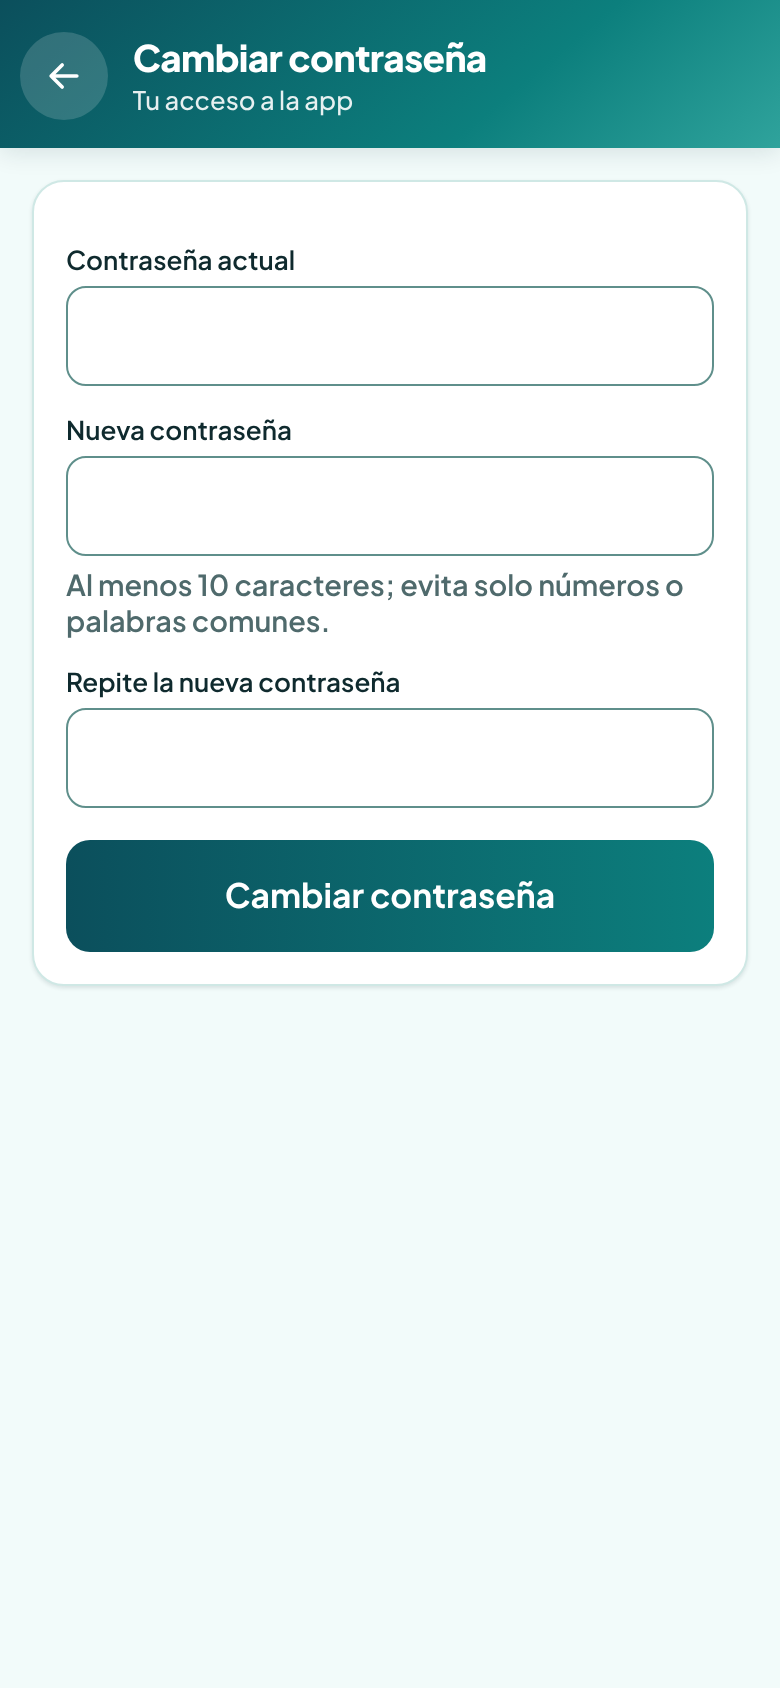 Cambiar contraseña
Tu acceso a la app
Contraseña actual
Nueva contraseña
Al menos 10 caracteres; evita solo números o
palabras comunes.
Repite la nueva contraseña
Cambiar contraseña